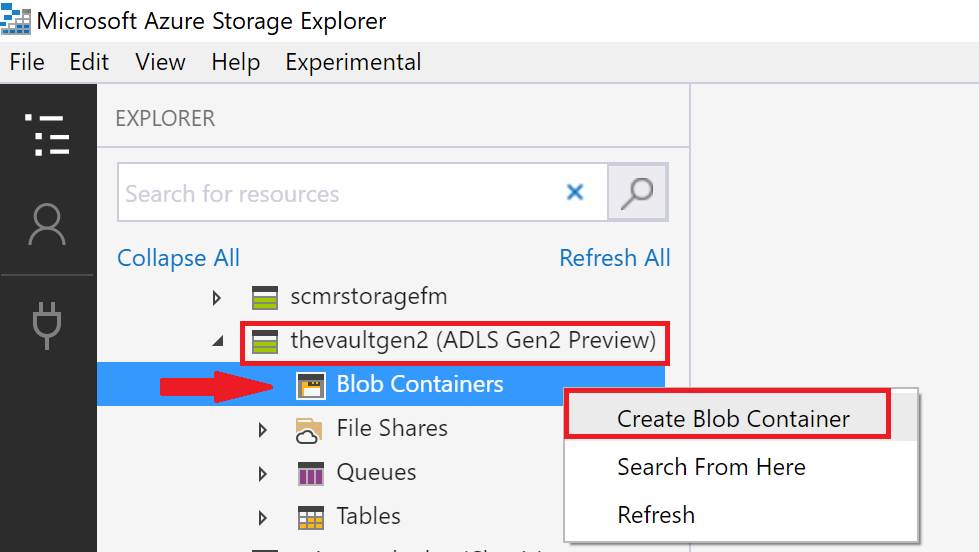 Microsoft Azure Storage Explorer
File Edit View Help Experimental
EXPLORER
Search for resources
Collapse All Refresh All
scmrstoragefm
thevaultgen2 (ADLS Gen2 Preview)
Blob Containers
Create Blob Container
File Shares
Search From Here
Queues
Refresh
Tables